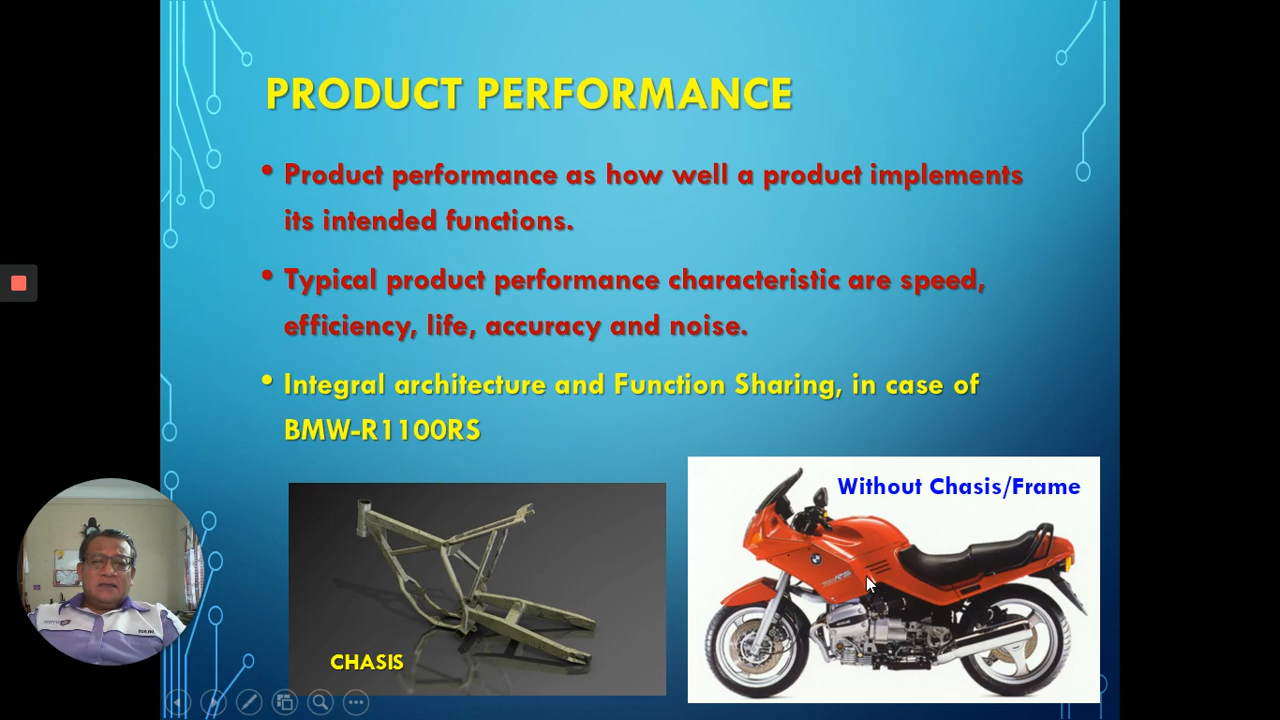 PRODUCT PERFORMANCE
• Product performance as how well a product implements
its intended functions.
• Typical product performance characteristic are speed,
efficiency, life, accuracy and noise.
• Integral architecture and Function Sharing, in case of
BMW-R1100RS
Without Chasis/Frame
CHASIS